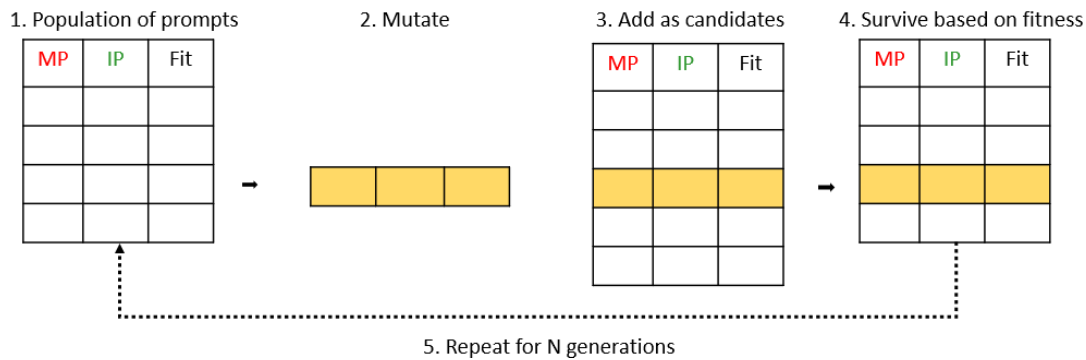 1. Population of prompts
2. Mutate
3. Add as candidates
4. Survive based on fitness
MP IP Fit
MP IP Fit
MP IP Fit
5. Repeat for N generations